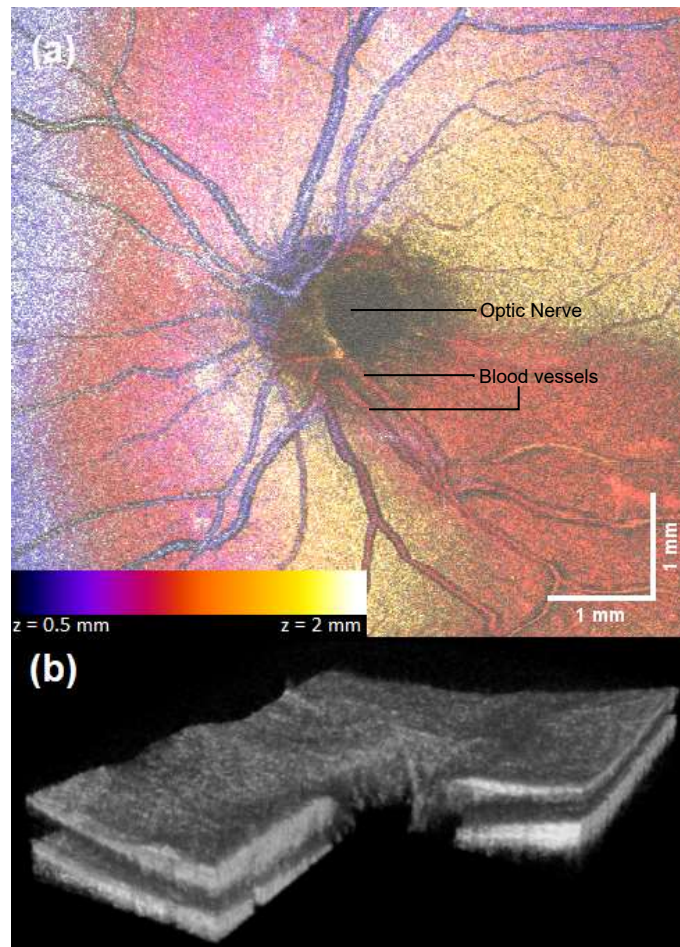 (a)
Optic Nerve
Blood vessels
1 mm
1 mm
z = 0.5 mm
z = 2 mm
(b)